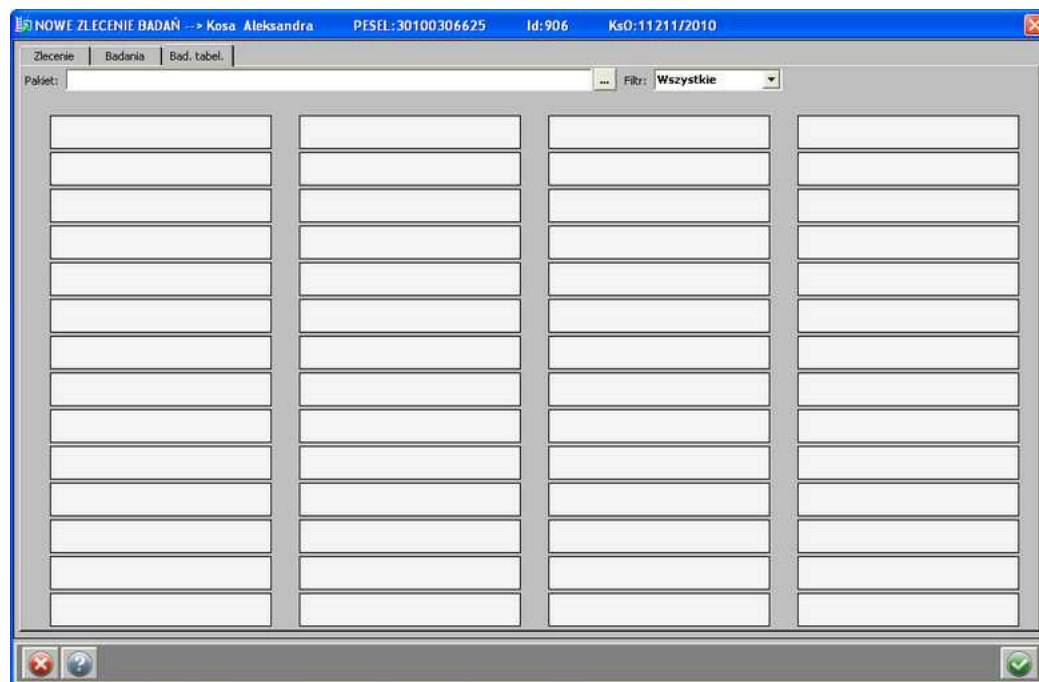 NOWE ZLECENIE BADAŃ --> Kosa Aleksandra PESEL:30100306625 Id:906 KsO:11211/2010
Zlecenie Badania Bad. tabel.
Pakiet: ... Filtr: Wszystkie